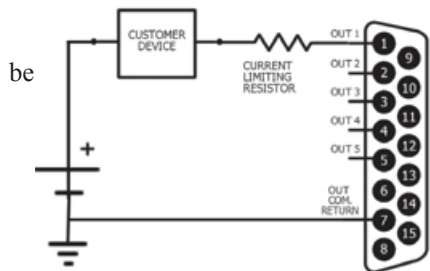 CUSTOMER
DEVICE
be
CURRENT
LIMITING
RESISTOR
OUT 1
OUT 2
OUT 3
OUT 4
OUT 5
OUT
COM.
RETURN
1
2
3
4
5
6
7
8
9
10
11
12
13
14
15
+